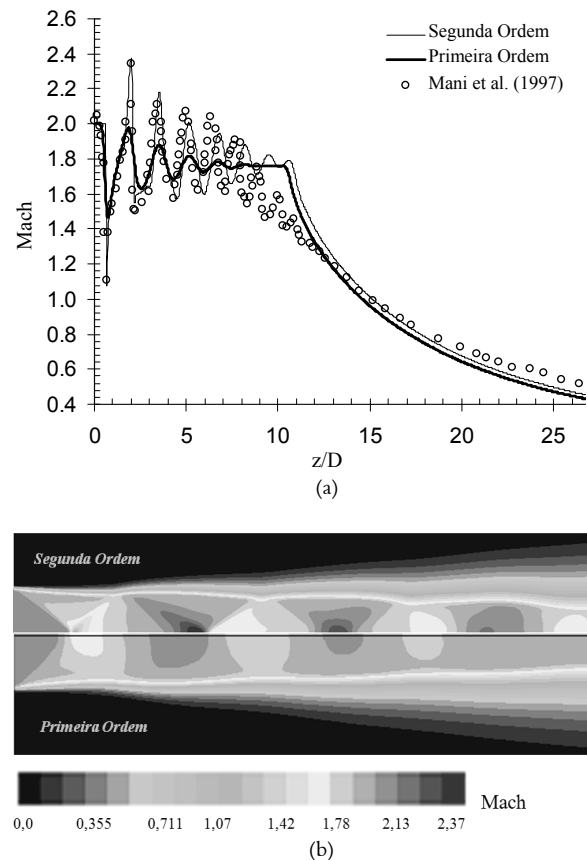 Segunda Ordem
Primeira Ordem
Mani et al. (1997)
2.6
2.4
2.2
2.0
1.8
1.6
1.4
1.2
1.0
0.8
0.6
0.4
Mach
0 5 10 15 20 25
z/D
(a)
Segunda Ordem
Primeira Ordem
Mach
0,0 0,355 0,711 1,07 1,42 1,78 2,13 2,37
(b)